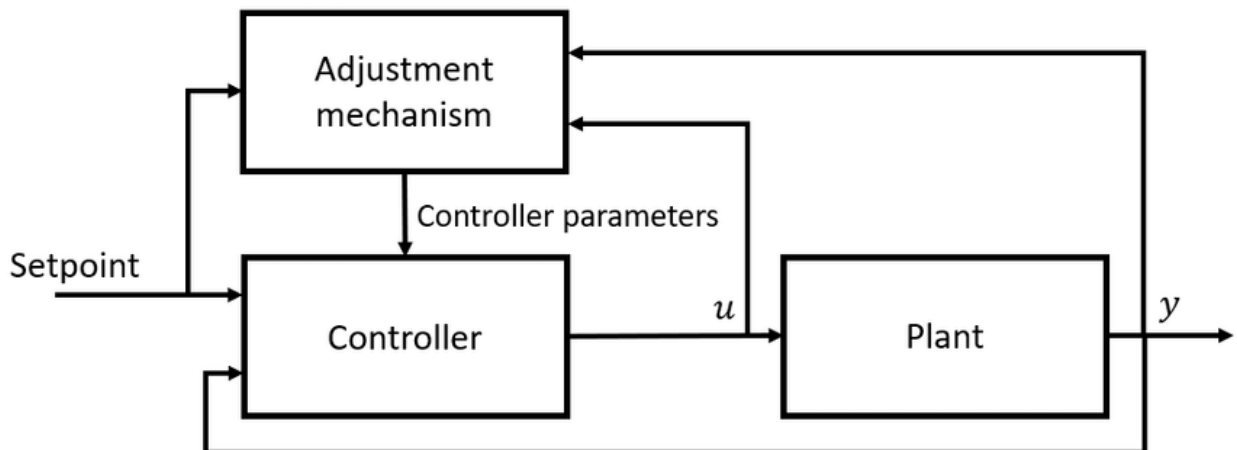 Adjustment
mechanism
Controller parameters
Setpoint
Controller
u
Plant
y